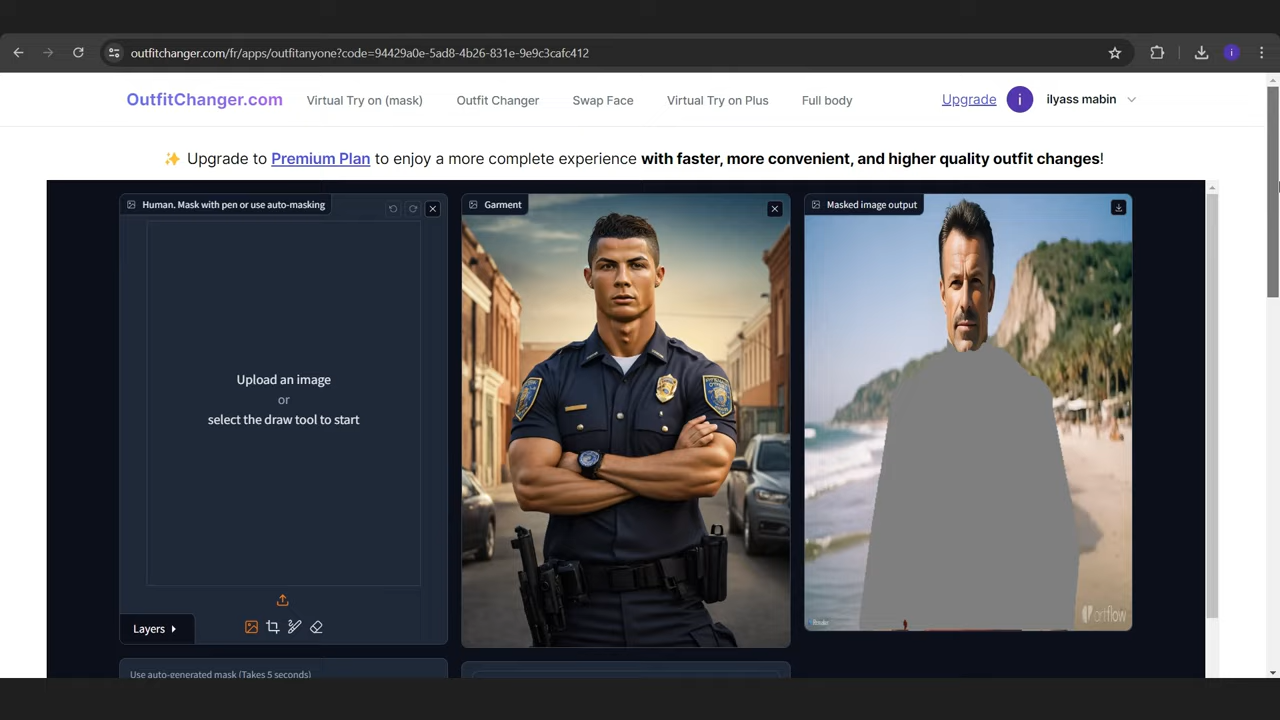 outfitchanger.com/fr/apps/outfitanyone?code=94429a0e-5ad8-4b26-831e-9e9c3cafc412
i
OutfitChanger.com
Virtual Try on (mask)
Outfit Changer
Swap Face
Virtual Try on Plus
Full body
Upgrade
i
ilyass mabin
✨ Upgrade to Premium Plan to enjoy a more complete experience with faster, more convenient, and higher quality outfit changes!
Human. Mask with pen or use auto-masking
Garment
Masked image output
Upload an image
or
select the draw tool to start
Layers
artflow
Use auto-generated mask (Takes 5 seconds)